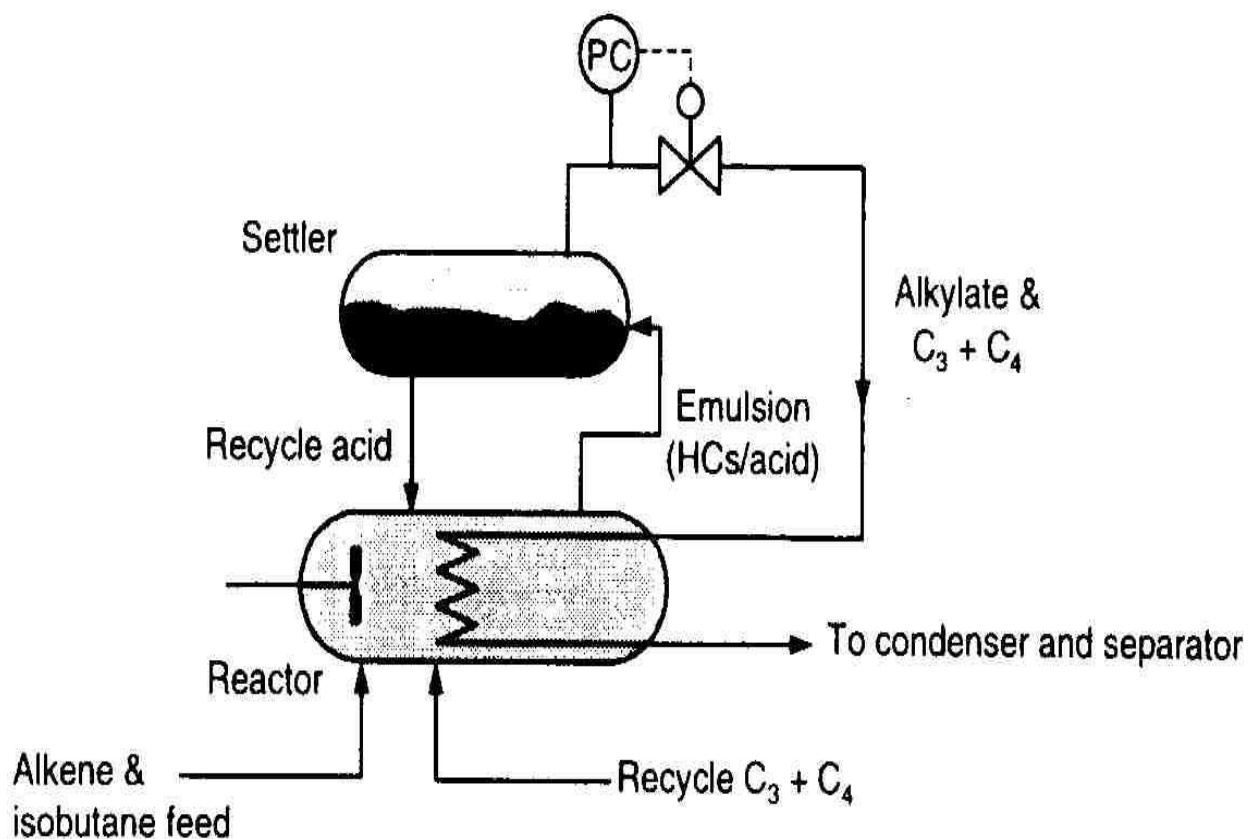 PC
Settler
Alkylate &
C₃ + C₄
Emulsion
(HCs/acid)
Recycle acid
To condenser and separator
Reactor
Alkene &
isobutane feed
Recycle C₃ + C₄